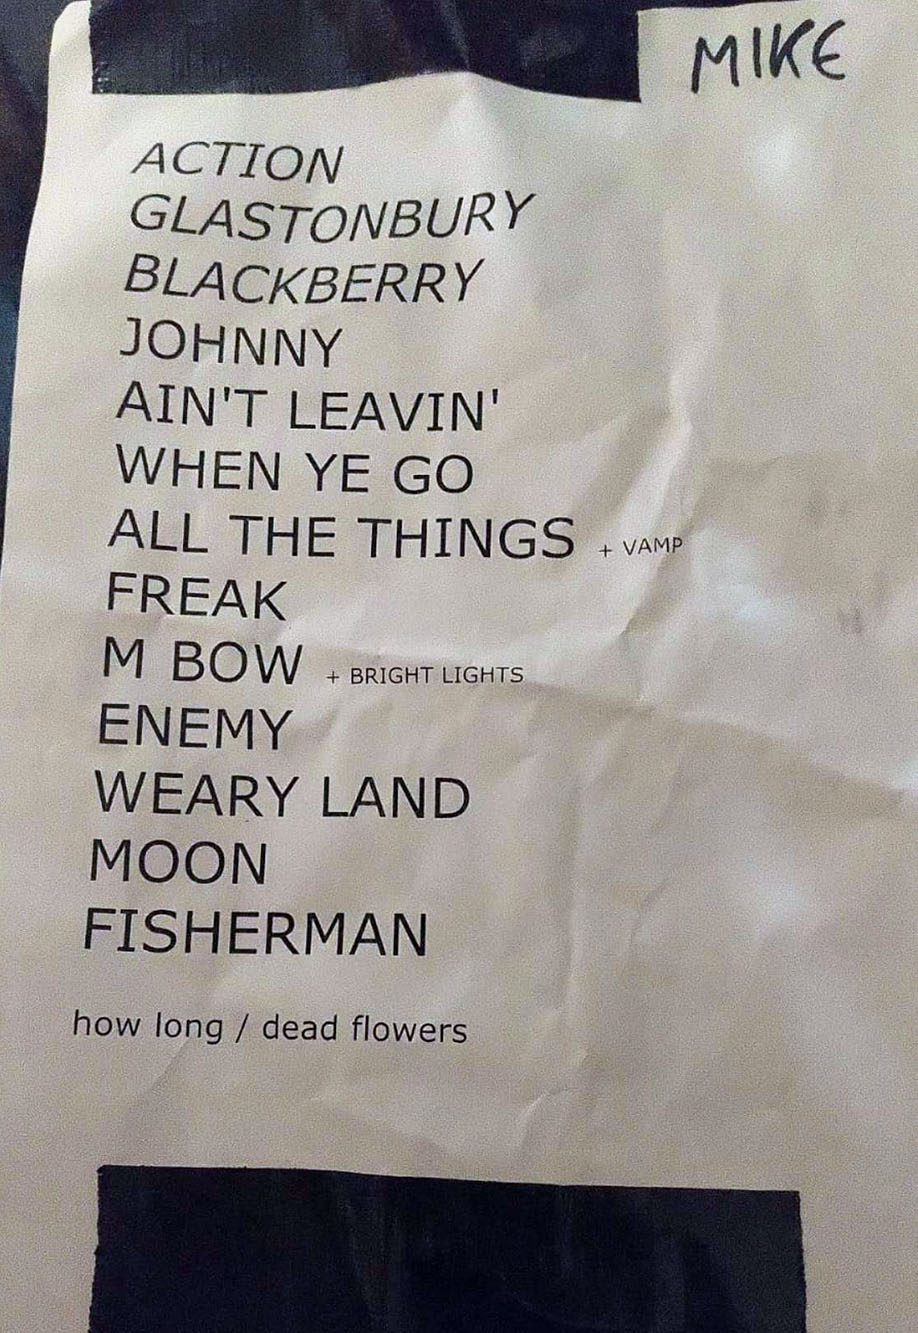 MIKE
ACTION
GLASTONBURY
BLACKBERRY
JOHNNY
AIN'T LEAVIN'
WHEN YE GO
ALL THE THINGS + VAMP
FREAK
M BOW + BRIGHT LIGHTS
ENEMY
WEARY LAND
MOON
FISHERMAN
how long / dead flowers